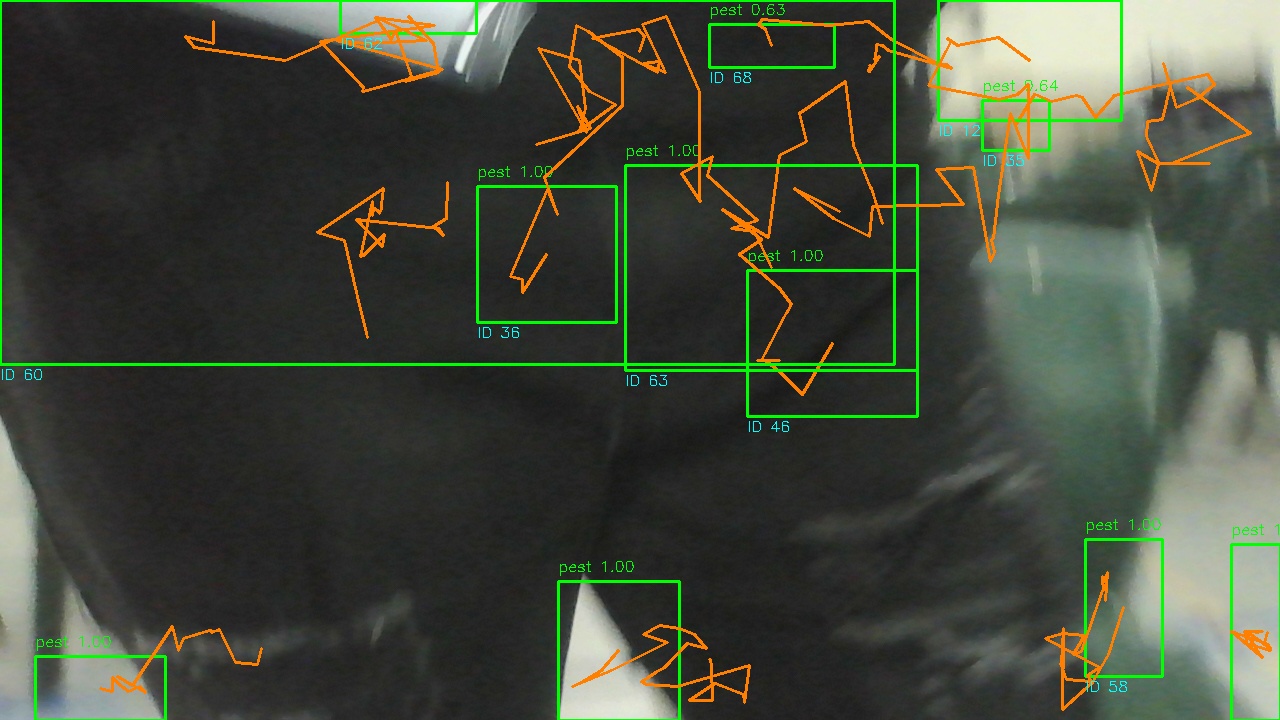 pest 0.63
ID 62
ID 68
pest 0.64
ID 12
ID 35
pest 1.00
pest 1.00
pest 1.00
ID 36
ID 60
ID 63
ID 46
pest 1.00
pest 1
pest 1.00
pest 1.00
ID 58